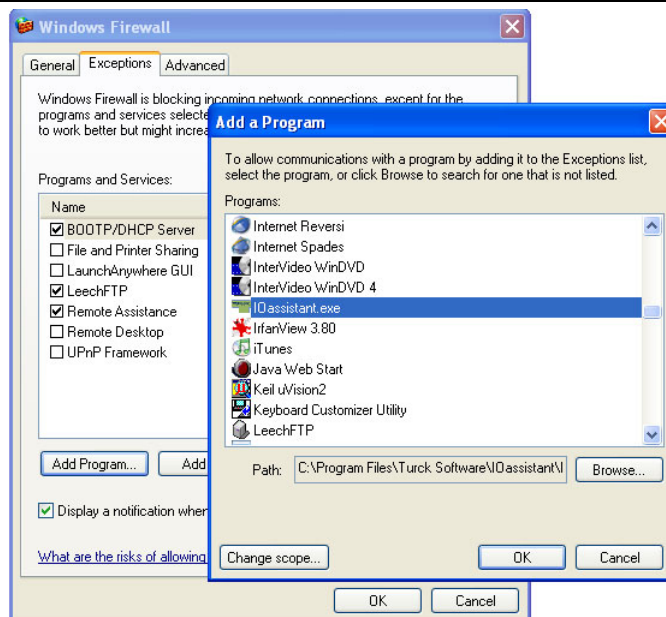 Windows Firewall
General Exceptions Advanced
Windows Firewall is blocking incoming network connections, except for the
programs and services selecte
to work better but might increa
Programs and Services:
Name
BOOTP/DHCP Server
File and Printer Sharing
LaunchAnywhere GUI
LeechFTP
Remote Assistance
Remote Desktop
UPnP Framework
Add Program... Add
Display a notification when
What are the risks of allowing
OK Cancel
Add a Program
To allow communications with a program by adding it to the Exceptions list,
select the program, or click Browse to search for one that is not listed.
Programs:
Internet Reversi
Internet Spades
InterVideo WinDVD
InterVideo WinDVD 4
IOassistant.exe
IrfanView 3.80
iTunes
Java Web Start
Keil uVision2
Keyboard Customizer Utility
LeechFTP
Path: C:\Program Files\Turck Software\IOassistant\I Browse...
Change scope... OK Cancel